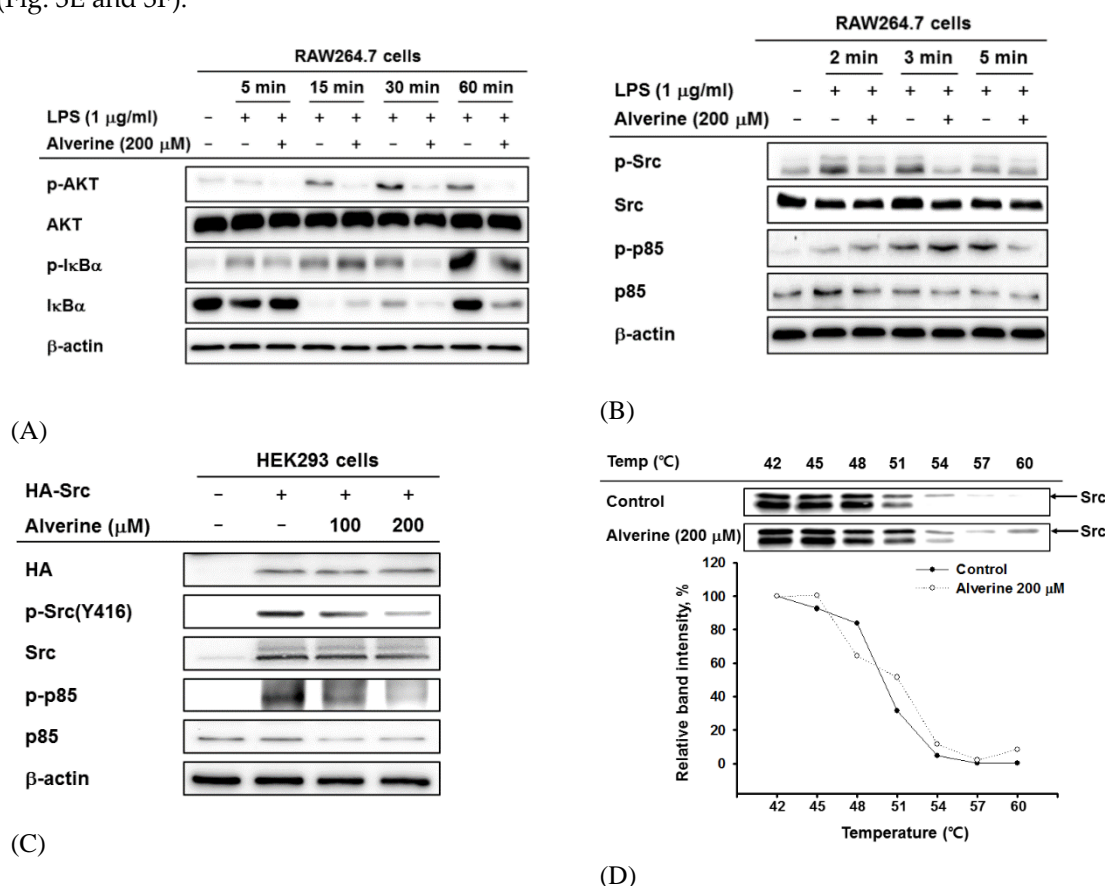 (Fig. 5E and 5F).
RAW264.7 cells
5 min 15 min 30 min 60 min
LPS (1 μg/ml) – + + + + + + + +
Alverine (200 μM) – – + – + – + – +
p-AKT
AKT
p-IκBα
IκBα
β-actin
(A)
RAW264.7 cells
2 min 3 min 5 min
LPS (1 μg/ml) – + + + + + +
Alverine (200 μM) – – + – + – +
p-Src
Src
p-p85
p85
β-actin
(B)
HEK293 cells
HA-Src – + + +
Alverine (μM) – – 100 200
HA
p-Src(Y416)
Src
p-p85
p85
β-actin
(C)
Temp (℃) 42 45 48 51 54 57 60
Control Src
Alverine (200 μM) Src
Control
Alverine 200 μM
Relative band intensity, %
120
100
80
60
40
20
0
42 45 48 51 54 57 60
Temperature (℃)
(D)